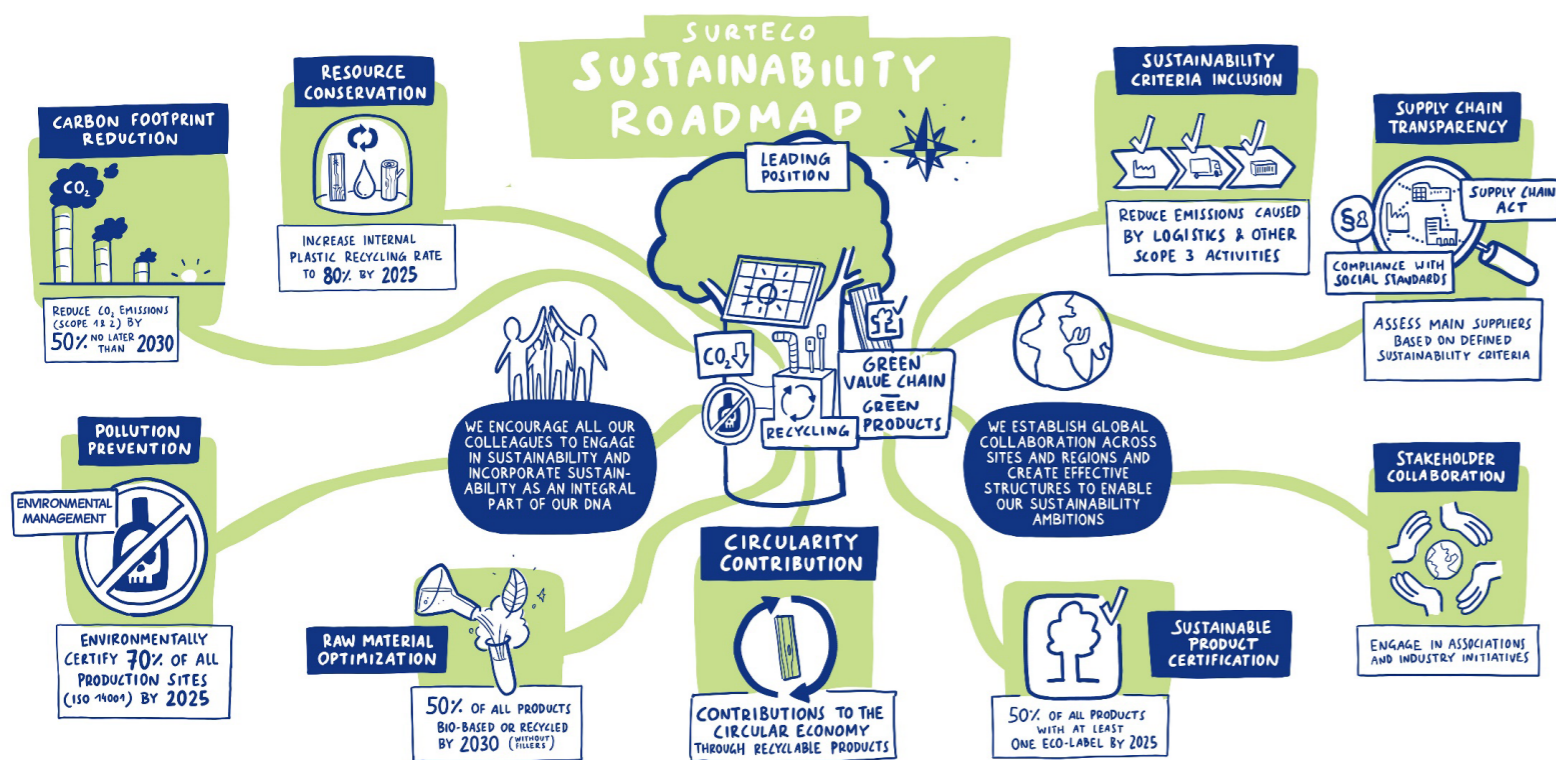 SURTECO
SUSTAINABILITY
ROADMAP
CARBON FOOTPRINT
REDUCTION
CO₂
REDUCE CO₂ EMISSIONS
(SCOPE 1&2) BY
50% NO LATER THAN 2030
RESOURCE
CONSERVATION
INCREASE INTERNAL
PLASTIC RECYCLING RATE
TO 80% BY 2025
LEADING
POSITION
SUSTAINABILITY
CRITERIA INCLUSION
REDUCE EMISSIONS CAUSED
BY LOGISTICS & OTHER
SCOPE 3 ACTIVITIES
SUPPLY CHAIN
TRANSPARENCY
SUPPLY CHAIN
ACT
§
COMPLIANCE WITH
SOCIAL STANDARDS
ASSESS MAIN SUPPLIERS
BASED ON DEFINED
SUSTAINABILITY CRITERIA
CO₂
RECYCLING
GREEN
VALUE CHAIN
—
GREEN
PRODUCTS
WE ENCOURAGE ALL OUR
COLLEAGUES TO ENGAGE
IN SUSTAINABILITY AND
INCORPORATE SUSTAIN-
ABILITY AS AN INTEGRAL
PART OF OUR DNA
WE ESTABLISH GLOBAL
COLLABORATION ACROSS
SITES AND REGIONS AND
CREATE EFFECTIVE
STRUCTURES TO ENABLE
OUR SUSTAINABILITY
AMBITIONS
POLLUTION
PREVENTION
ENVIRONMENTAL
MANAGEMENT
ENVIRONMENTALLY
CERTIFY 70% OF ALL
PRODUCTION SITES
(ISO 14001) BY 2025
RAW MATERIAL
OPTIMIZATION
50% OF ALL PRODUCTS
BIO-BASED OR RECYCLED
BY 2030 (WITHOUT FILLERS)
CIRCULARITY
CONTRIBUTION
CONTRIBUTIONS TO THE
CIRCULAR ECONOMY
THROUGH RECYCLABLE PRODUCTS
SUSTAINABLE
PRODUCT
CERTIFICATION
50% OF ALL PRODUCTS
WITH AT LEAST
ONE ECO-LABEL BY 2025
STAKEHOLDER
COLLABORATION
ENGAGE IN ASSOCIATIONS
AND INDUSTRY INITIATIVES